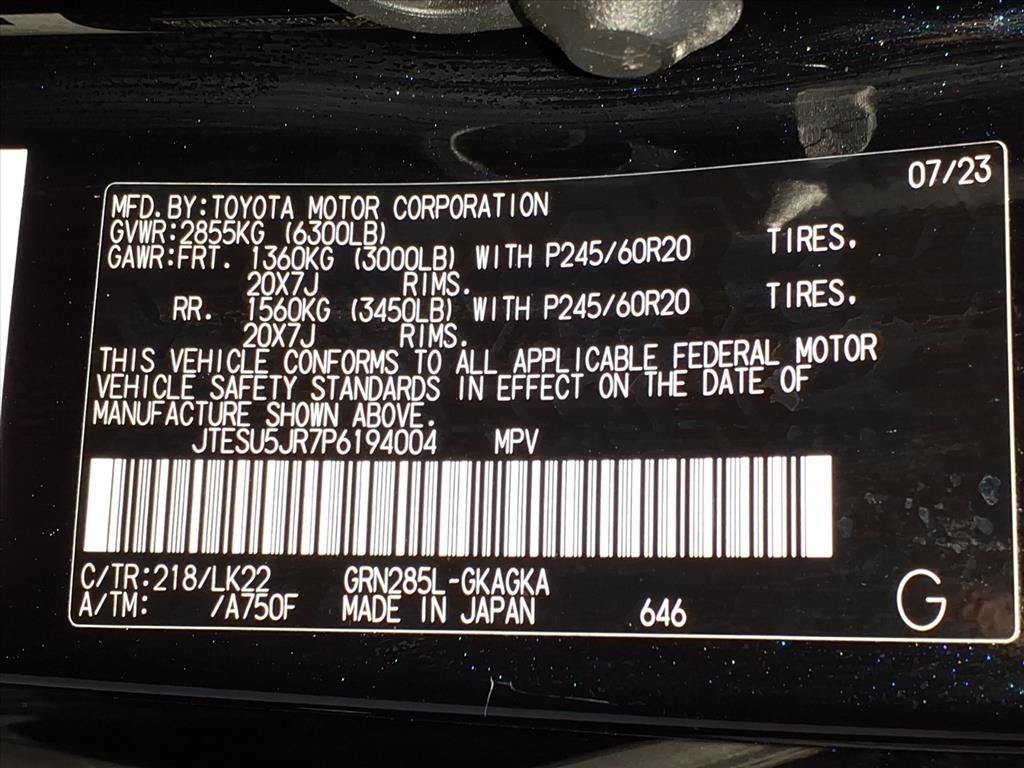 07/23
MFD. BY: TOYOTA MOTOR CORPORATION
GVWR: 2855KG (6300LB)
GAWR: FRT. 1360KG (3000LB) WITH P245/60R20 TIRES.
20X7J RIMS.
RR. 1560KG (3450LB) WITH P245/60R20 TIRES.
20X7J RIMS.
THIS VEHICLE CONFORMS TO ALL APPLICABLE FEDERAL MOTOR
VEHICLE SAFETY STANDARDS IN EFFECT ON THE DATE OF
MANUFACTURE SHOWN ABOVE.
JTESU5JR7P6194004 MPV
C/TR: 218/LK22 GRN285L-GKAGKA
A/TM: /A750F MADE IN JAPAN 646 G